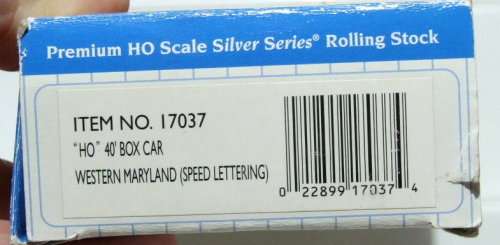 Premium HO Scale Silver Series® Rolling Stock
ITEM NO. 17037
"HO" 40' BOX CAR
WESTERN MARYLAND (SPEED LETTERING)
0 22899 17037 4